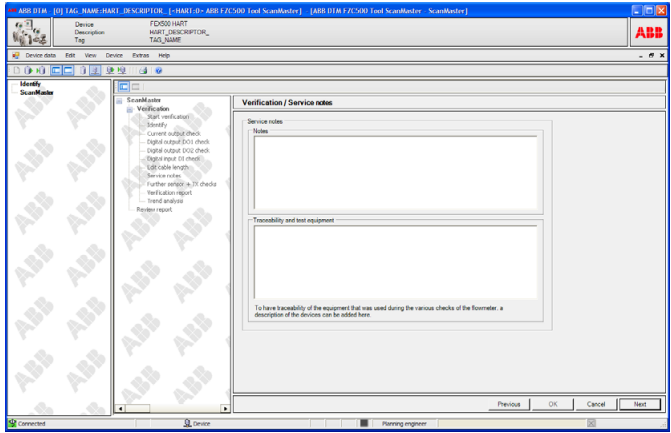 ABB DTM - [0] TAG_NAME:HART_DESCRIPTOR_ [-HART:0> ABB FZC500 Tool ScanMaster] [ABB DTM FZC500 Tool ScanMaster - ScanMaster]
Device FEX500 HART
Description HART_DESCRIPTOR_
Tag TAG_NAME
ABB
Device data Edit View Device Extras Help
Identify
ScanMaster
ScanMaster
Verification
Start verification
Identify
Current output check
Digital output DO1 check
Digital output DO2 check
Digital input DI check
Edit cable length
Service notes
Further sensor + TX checks
Verification report
Trend analysis
Review report
Verification / Service notes
Service notes
Notes
Traceability and test equipment
To have traceability of the equipment that was used during the various checks of the flowmeter, a
description of the devices can be added here.
Previous OK Cancel Next
Connected Device Planning engineer